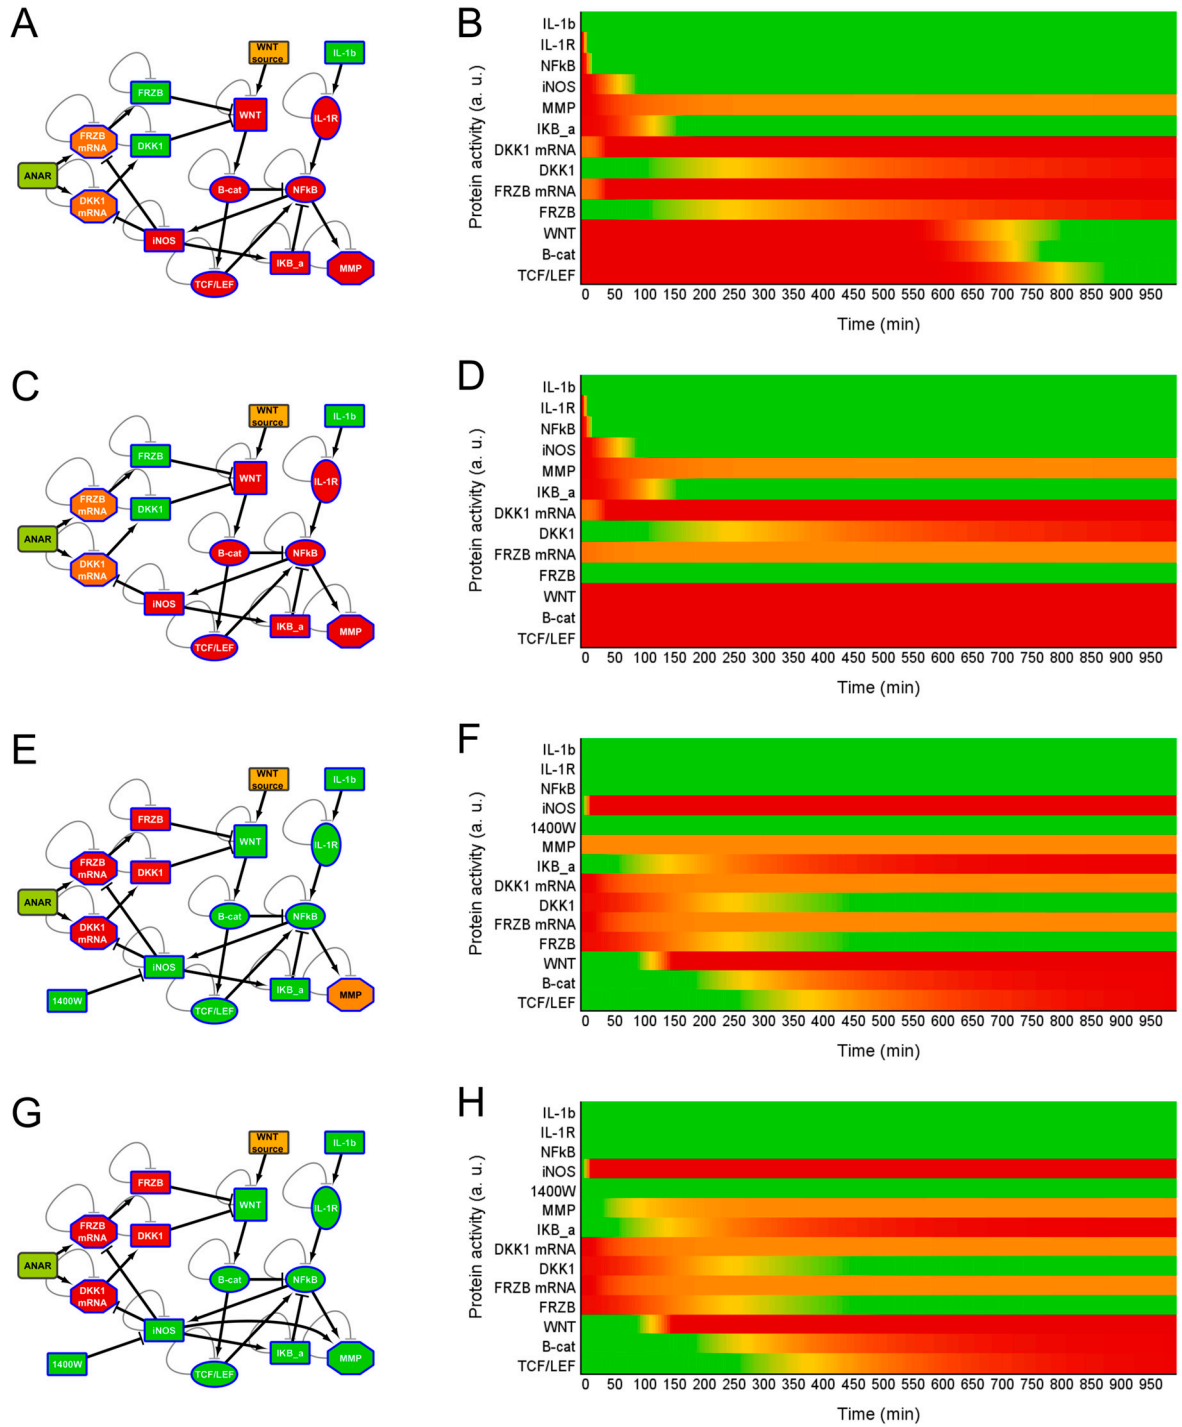 A
WNT
source
IL-1b
FRZB
WNT
IL-1R
FRZB
mRNA
DKK1
ANAR
DKK1
mRNA
B-cat
NFkB
iNOS
IKB_a
MMP
TCF/LEF
B
Protein activity (a. u.)
IL-1b
IL-1R
NFkB
iNOS
MMP
IKB_a
DKK1 mRNA
DKK1
FRZB mRNA
FRZB
WNT
B-cat
TCF/LEF
0 50 100 150 200 250 300 350 400 450 500 550 600 650 700 750 800 850 900 950
Time (min)
C
WNT
source
IL-1b
FRZB
WNT
IL-1R
FRZB
mRNA
DKK1
ANAR
DKK1
mRNA
B-cat
NFkB
iNOS
IKB_a
MMP
TCF/LEF
D
Protein activity (a. u.)
IL-1b
IL-1R
NFkB
iNOS
MMP
IKB_a
DKK1 mRNA
DKK1
FRZB mRNA
FRZB
WNT
B-cat
TCF/LEF
0 50 100 150 200 250 300 350 400 450 500 550 600 650 700 750 800 850 900 950
Time (min)
E
WNT
source
IL-1b
FRZB
WNT
IL-1R
FRZB
mRNA
DKK1
ANAR
DKK1
mRNA
B-cat
NFkB
iNOS
IKB_a
MMP
1400W
TCF/LEF
F
Protein activity (a. u.)
IL-1b
IL-1R
NFkB
iNOS
1400W
MMP
IKB_a
DKK1 mRNA
DKK1
FRZB mRNA
FRZB
WNT
B-cat
TCF/LEF
0 50 100 150 200 250 300 350 400 450 500 550 600 650 700 750 800 850 900 950
Time (min)
G
WNT
source
IL-1b
FRZB
WNT
IL-1R
FRZB
mRNA
DKK1
ANAR
DKK1
mRNA
B-cat
NFkB
iNOS
IKB_a
MMP
1400W
TCF/LEF
H
Protein activity (a. u.)
IL-1b
IL-1R
NFkB
iNOS
1400W
MMP
IKB_a
DKK1 mRNA
DKK1
FRZB mRNA
FRZB
WNT
B-cat
TCF/LEF
0 50 100 150 200 250 300 350 400 450 500 550 600 650 700 750 800 850 900 950
Time (min)